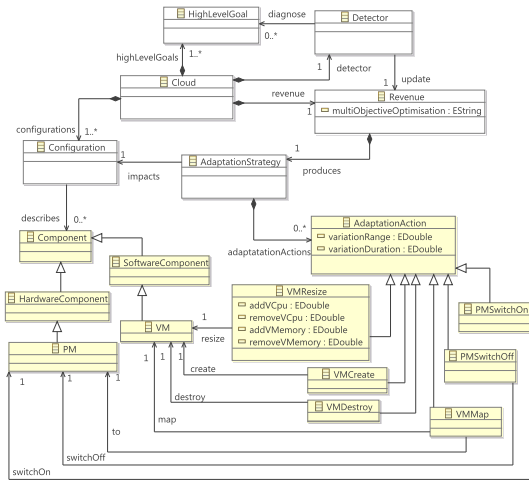 HighLevelGoal
diagnose
Detector
0..*
highLevelGoals
1..*
1
detector
1
update
Cloud
revenue
1
Revenue
multiObjectiveOptimisation : EString
configurations
1..*
Configuration
1
impacts
AdaptationStrategy
1
produces
describes
0..*
0..*
adaptatationActions
AdaptationAction
variationRange : EDouble
variationDuration : EDouble
Component
SoftwareComponent
HardwareComponent
VMResize
addVCpu : EDouble
removeVCpu : EDouble
addVMemory : EDouble
removeVMemory : EDouble
PMSwitchOn
VM
1
resize
PM
1
1
1
PMSwitchOff
create
VMCreate
1
1
1
destroy
VMDestroy
map
VMMap
to
switchOff
switchOn